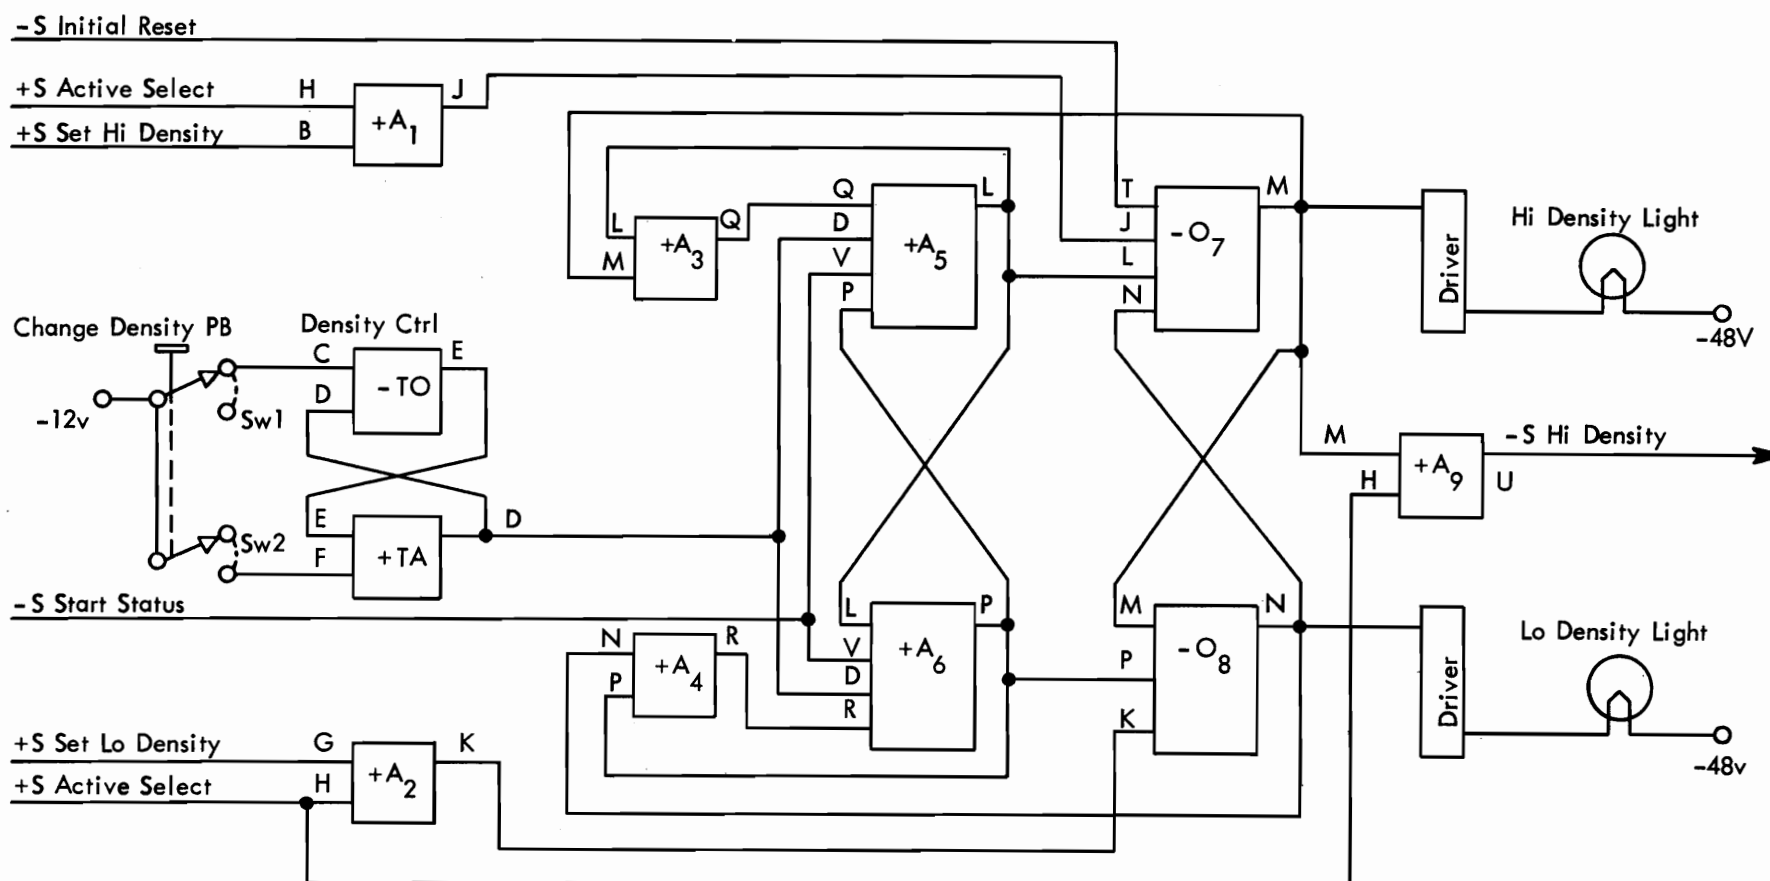 -S Initial Reset
+S Active Select H
+S Set Hi Density B
+A1
J
L
M
+A3
Q
Q
D
V
P
+A5
L
T
J
L
N
-O7
M
Driver
Hi Density Light
-48V
Change Density PB
-12v
Sw1
Sw2
Density Ctrl
C
D
-TO
E
E
F
+TA
D
M
H
+A9
-S Hi Density
U
-S Start Status
N
P
+A4
R
L
V
D
R
+A6
P
M
P
K
-O8
N
Driver
Lo Density Light
-48v
+S Set Lo Density G
+S Active Select H
+A2
K